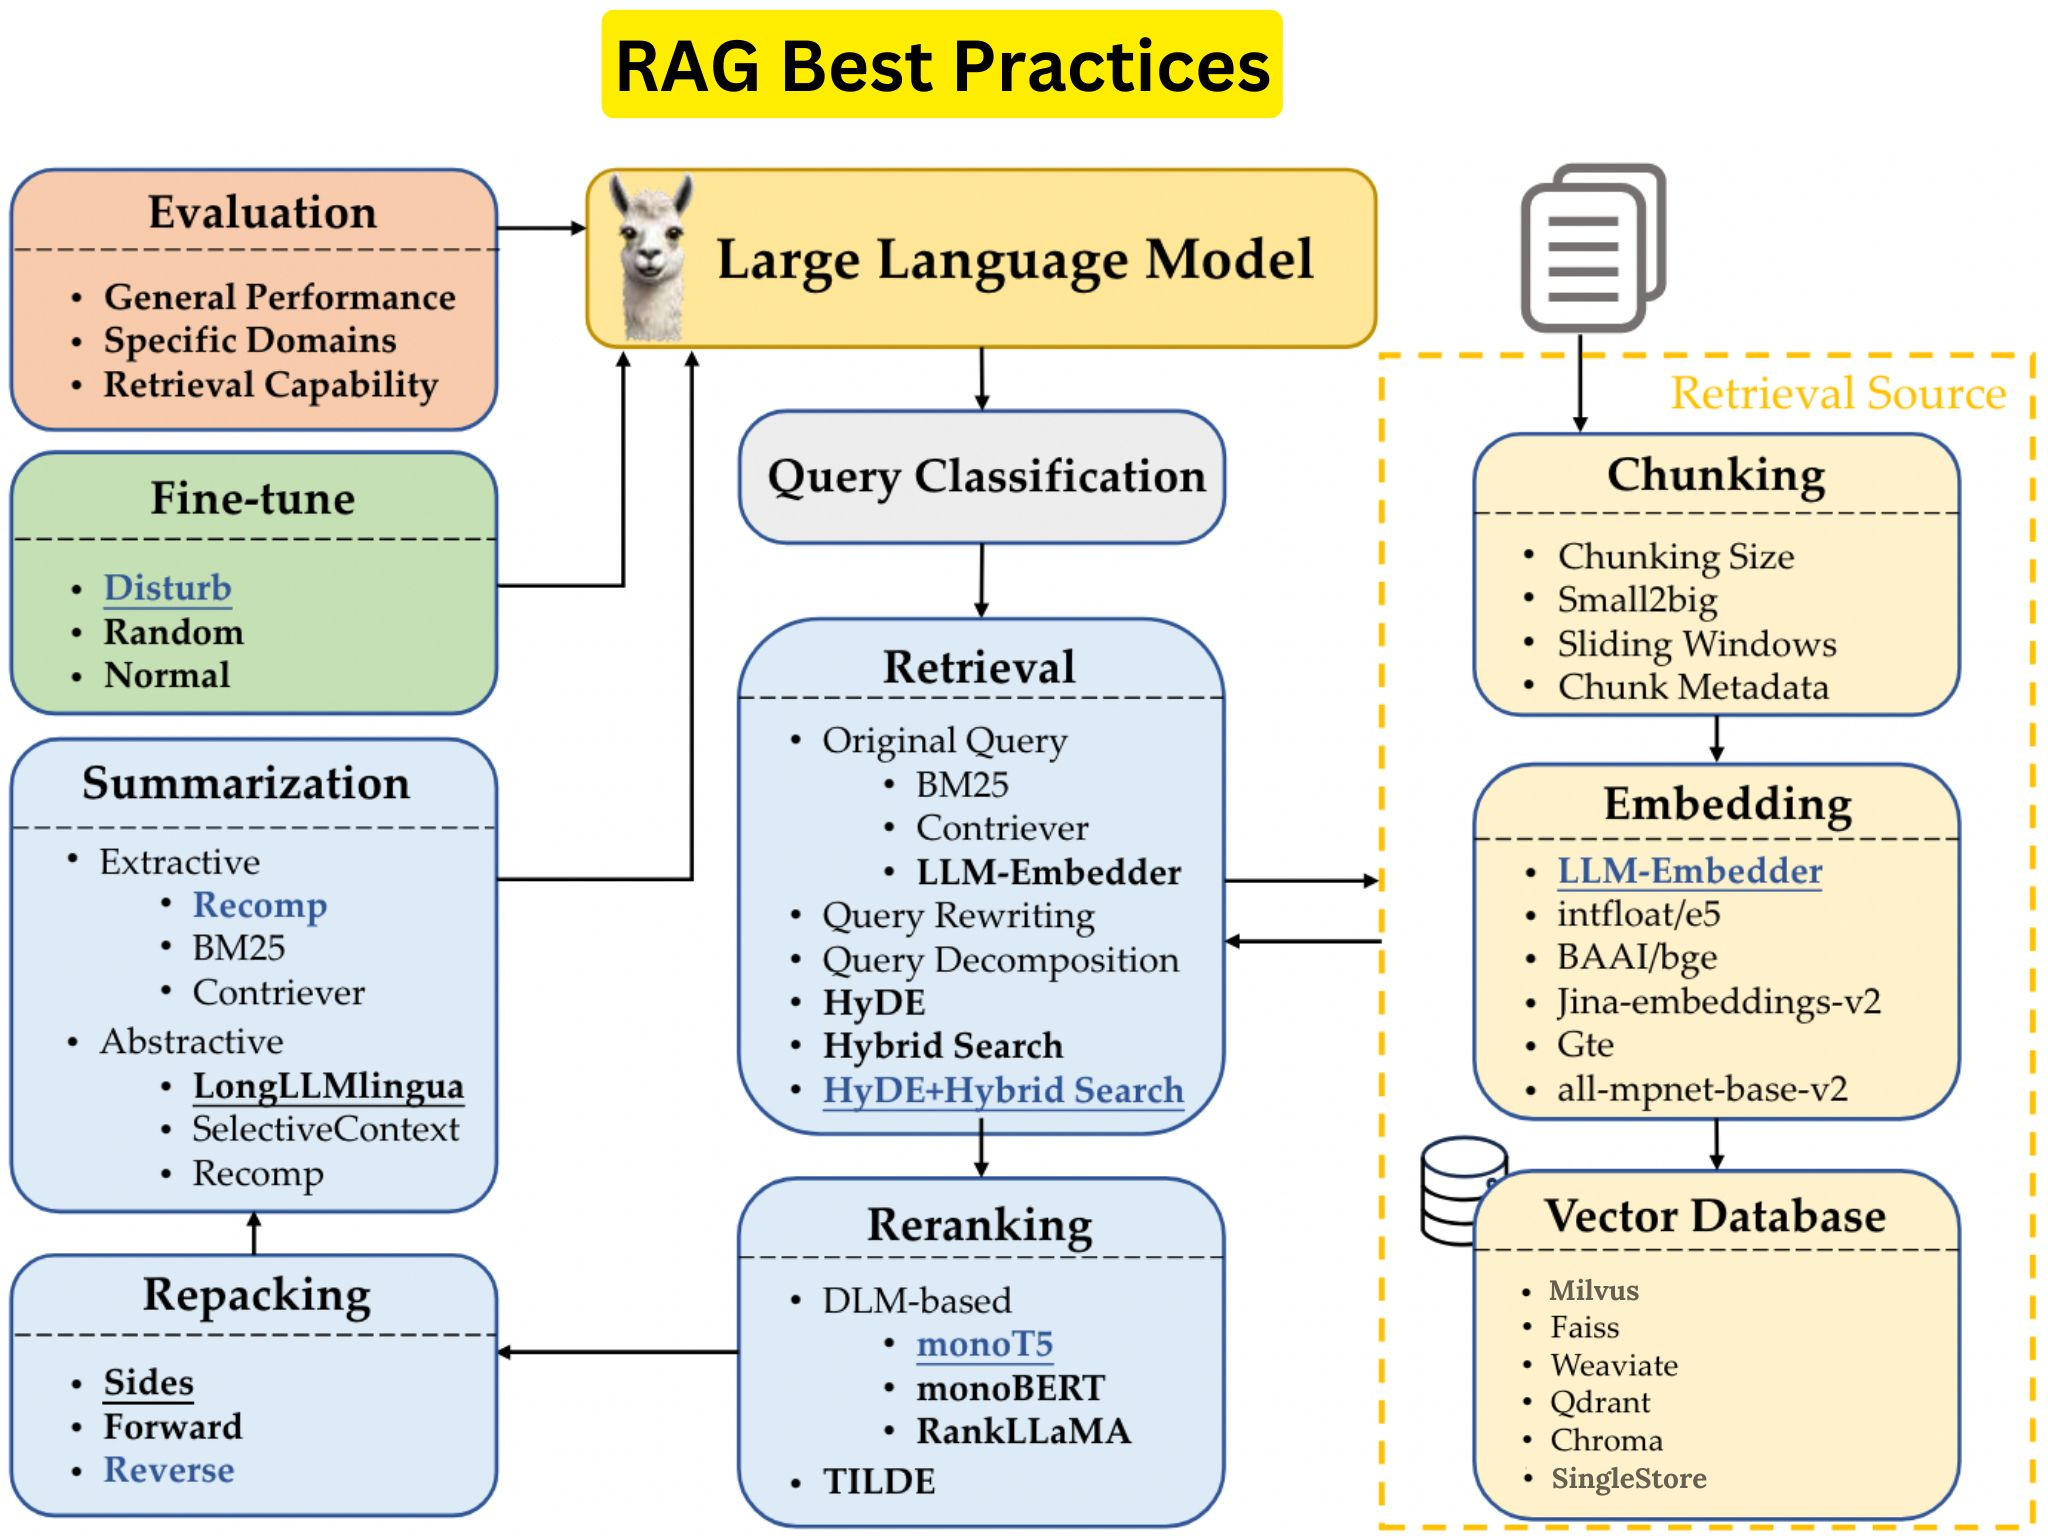 RAG Best Practices
Evaluation
General Performance
Specific Domains
Retrieval Capability
Fine-tune
Disturb
Random
Normal
Summarization
Extractive
Recomp
BM25
Contriever
Abstractive
LongLLMlingua
SelectiveContext
Recomp
Repacking
Sides
Forward
Reverse
Large Language Model
Query Classification
Retrieval
Original Query
BM25
Contriever
LLM-Embedder
Query Rewriting
Query Decomposition
HyDE
Hybrid Search
HyDE+Hybrid Search
Reranking
DLM-based
monoT5
monoBERT
RankLLaMA
TILDE
Retrieval Source
Chunking
Chunking Size
Small2big
Sliding Windows
Chunk Metadata
Embedding
LLM-Embedder
intfloat/e5
BAAI/bge
Jina-embeddings-v2
Gte
all-mpnet-base-v2
Vector Database
Milvus
Faiss
Weaviate
Qdrant
Chroma
SingleStore